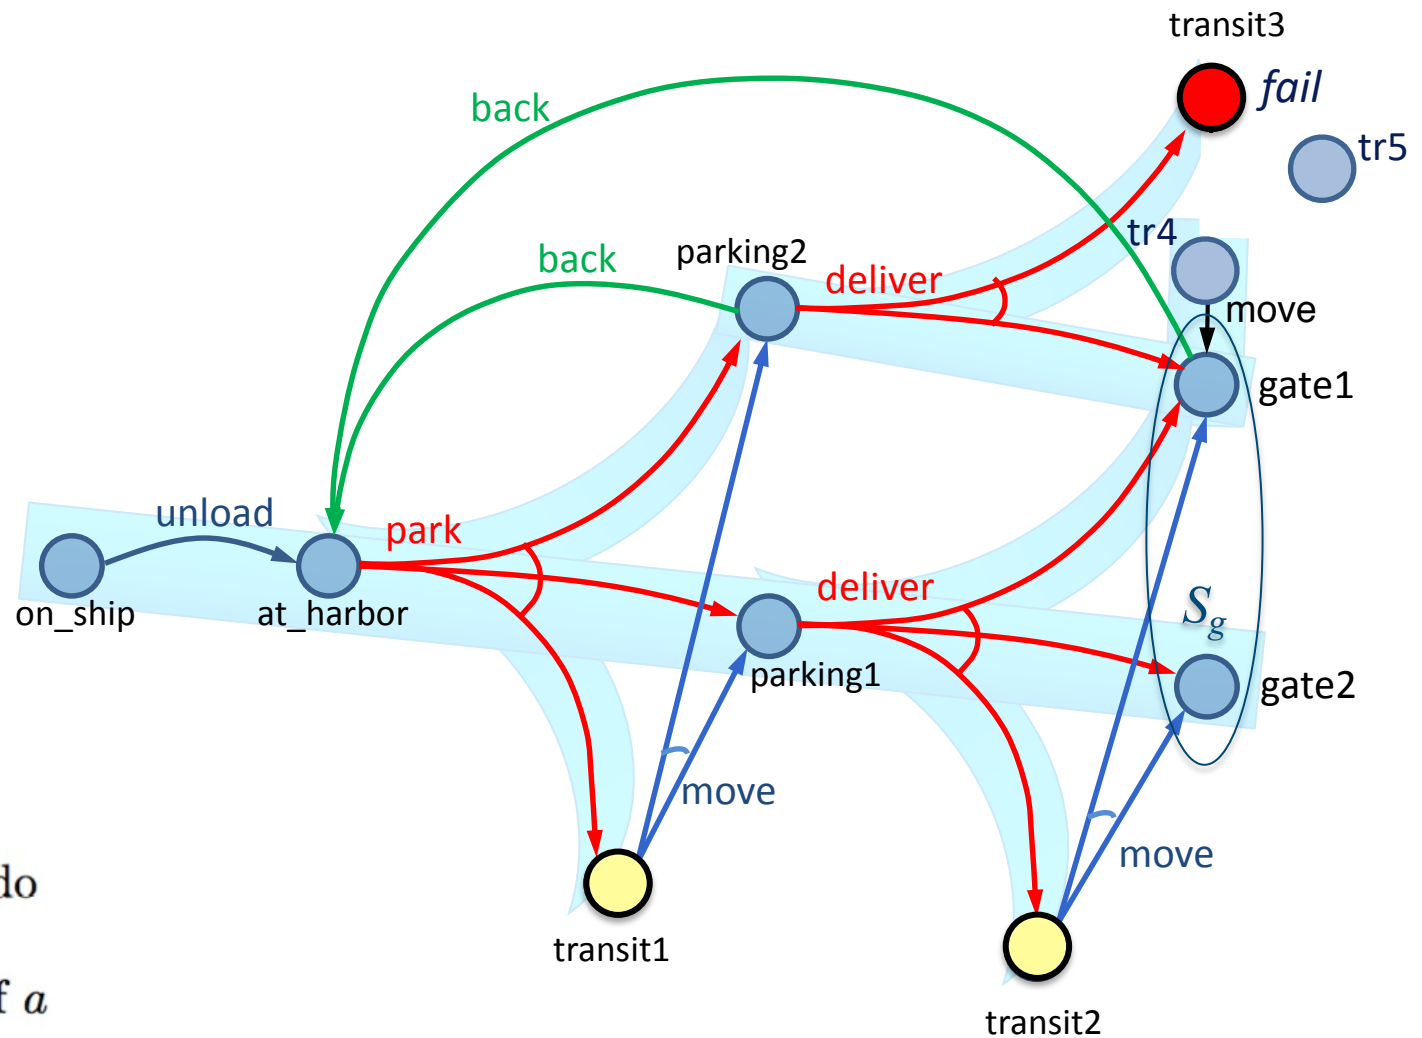 transit3
fail
tr5
back
tr4
parking2
back
deliver
move
gate1
unload
park
deliver
S_g
on_ship
at_harbor
parking1
gate2
move
move
do
transit1
a
transit2